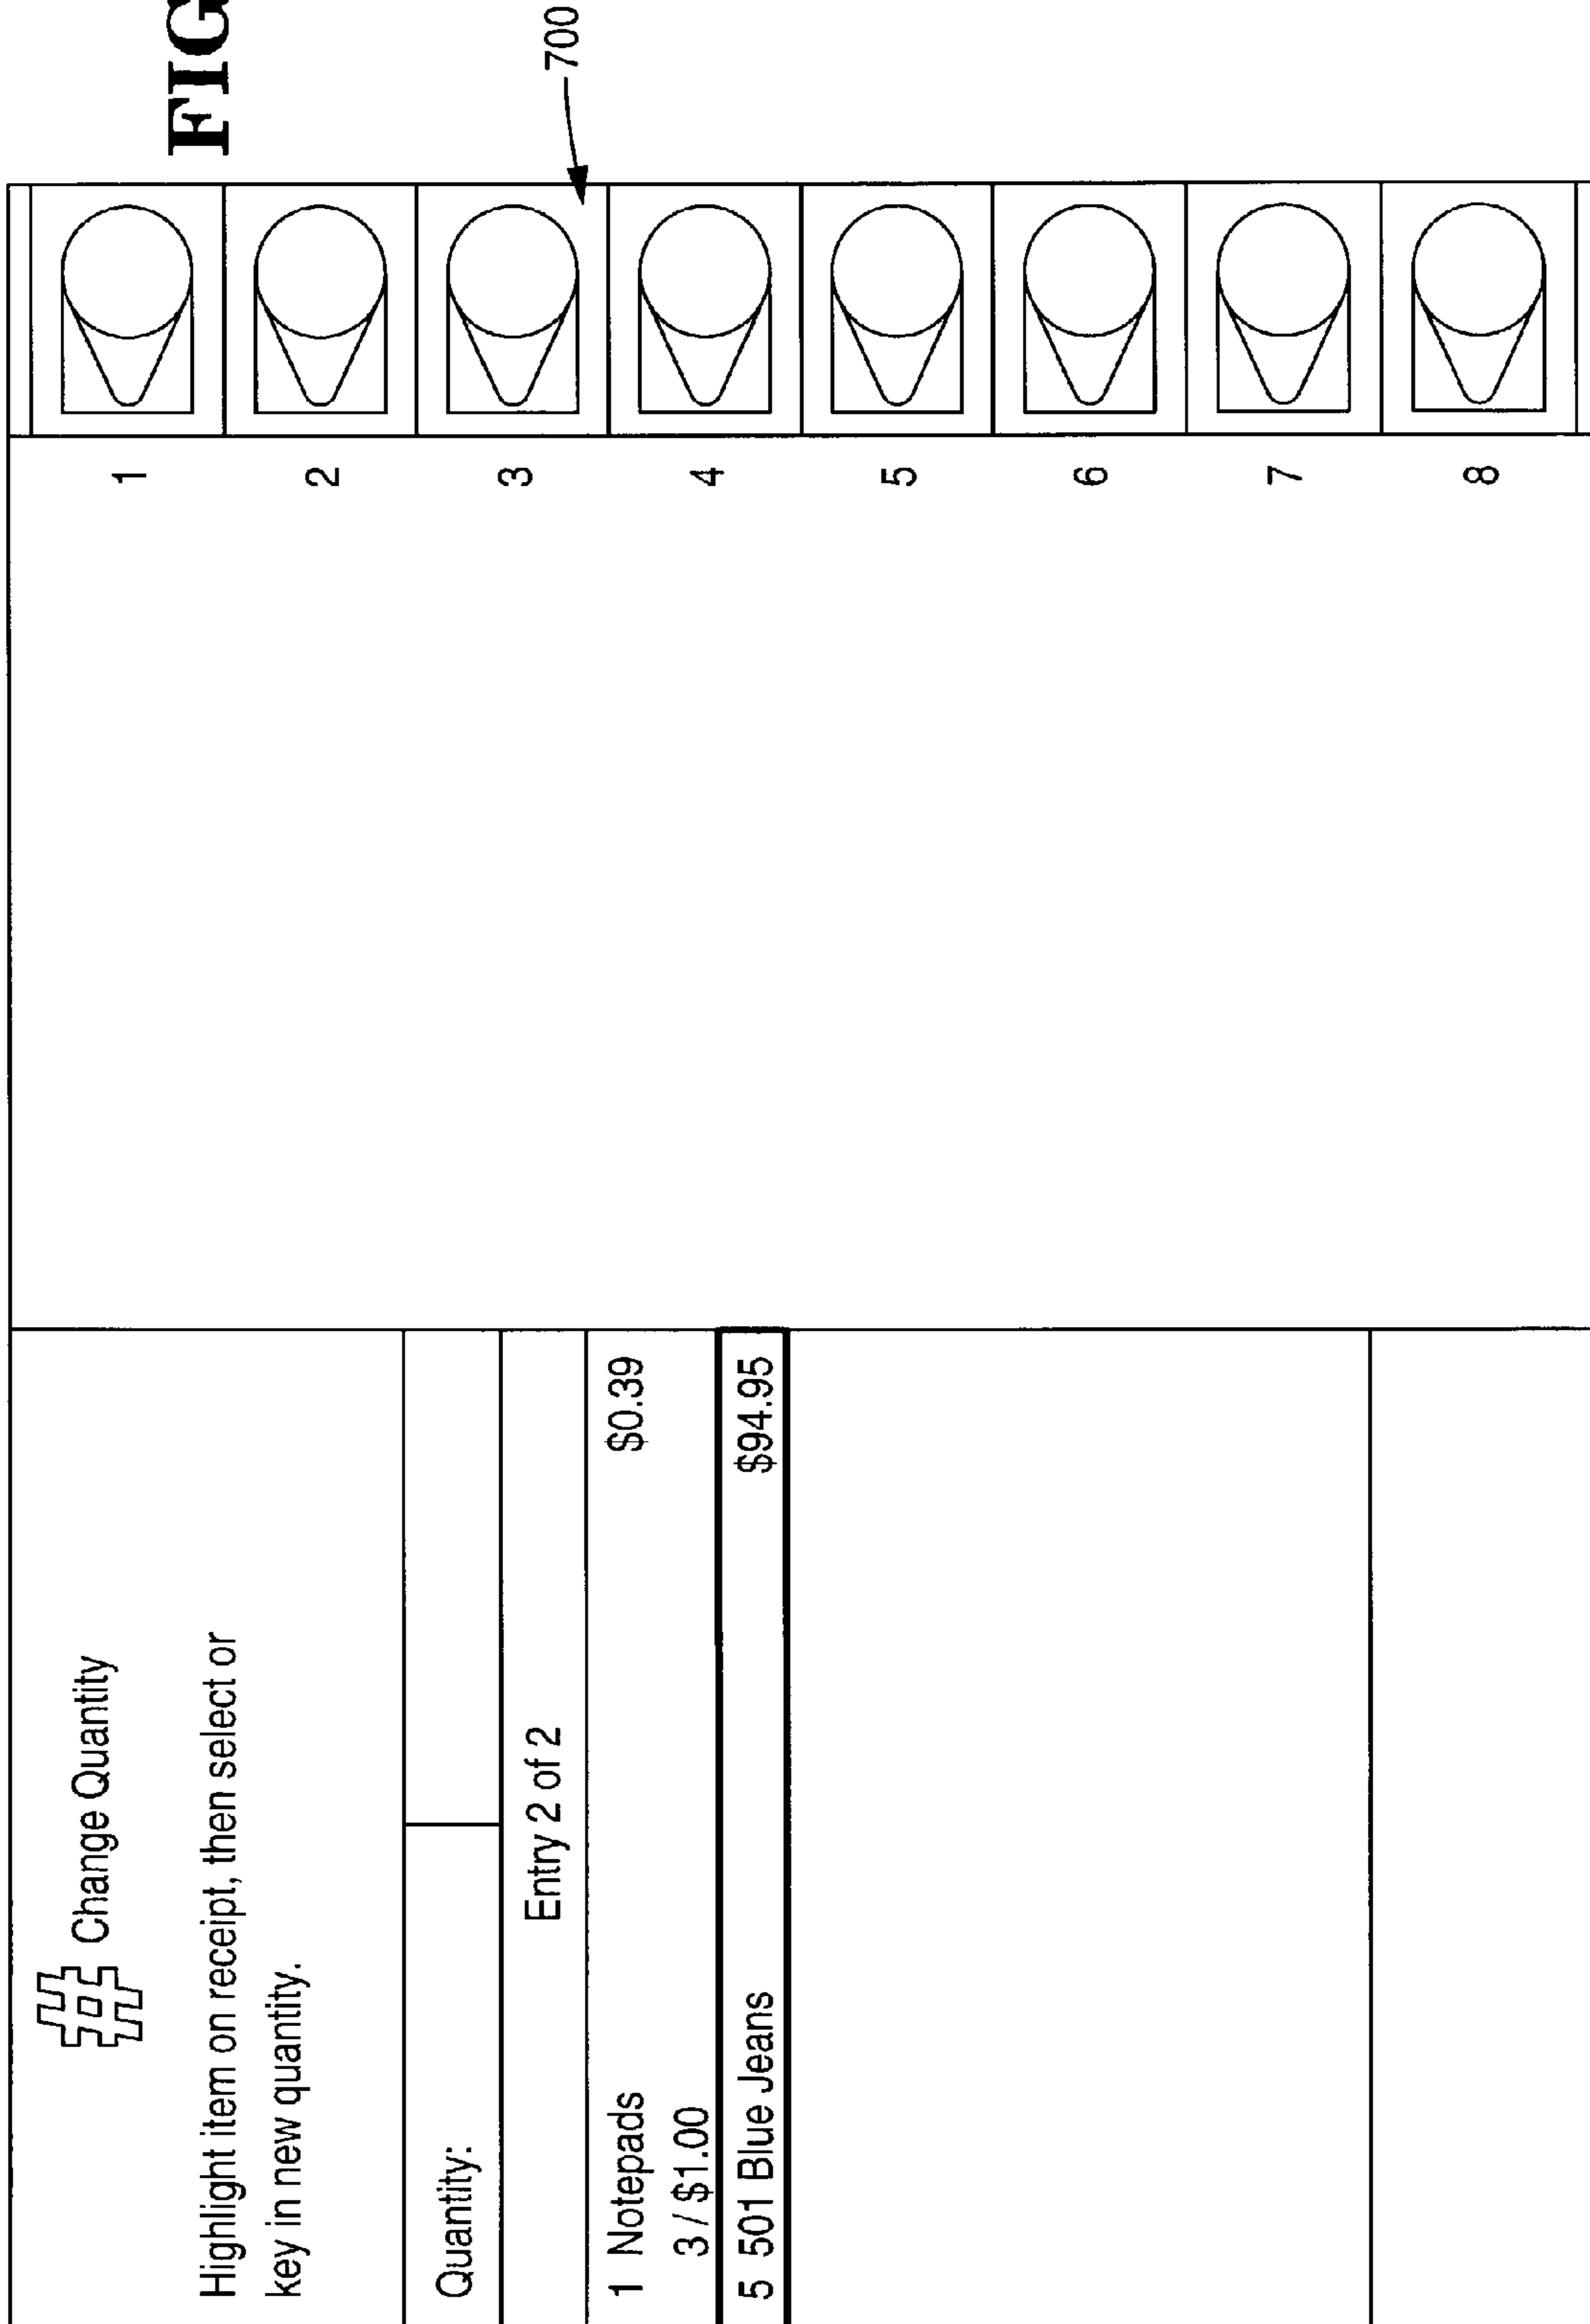 FIG
700
# Change Quantity
Highlight item on receipt, then select or
key in new quantity.
Quantity:
Entry 2 of 2
1 Notepads $0.39
3 / $1.00
5 501 Blue Jeans $94.95
1
2
3
4
5
6
7
8